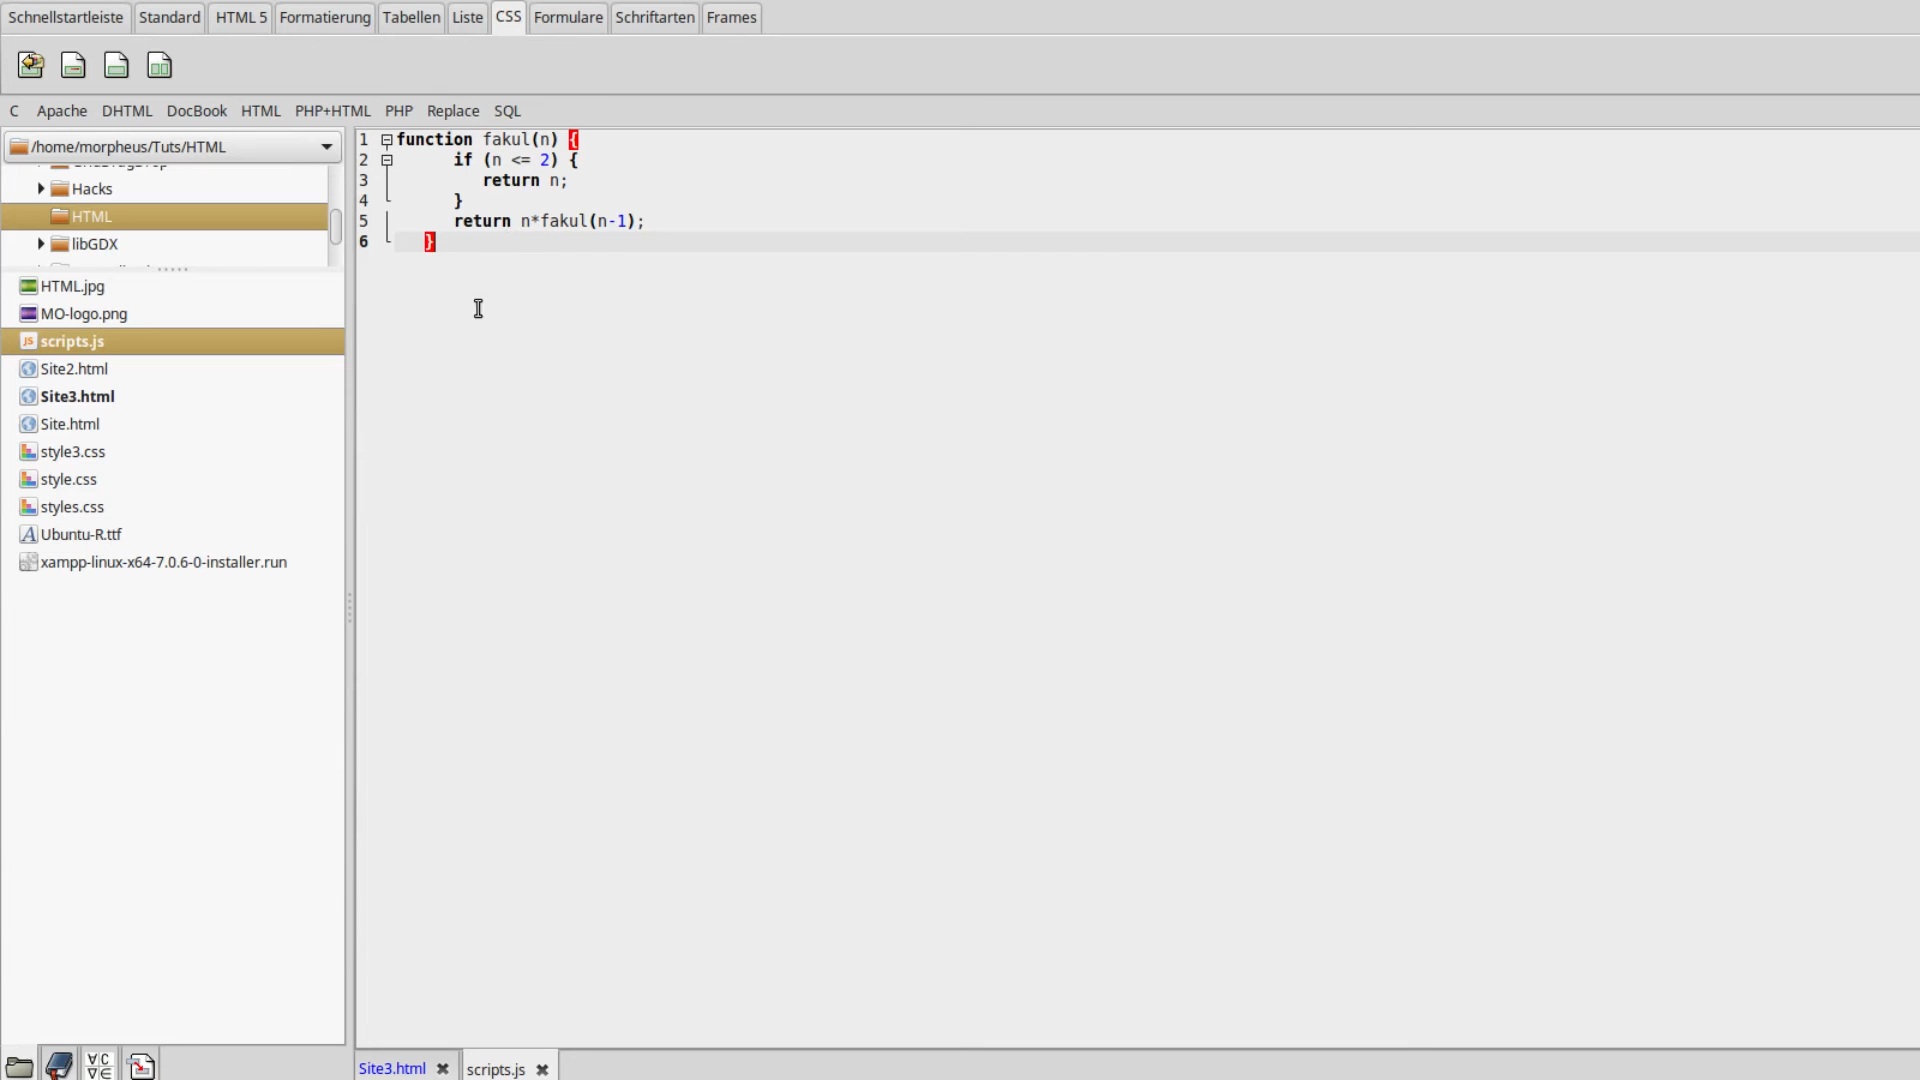 Schnellstartleiste Standard HTML 5 Formatierung Tabellen Liste CSS Formulare Schriftarten Frames
C Apache DHTML DocBook HTML PHP+HTML PHP Replace SQL
/home/morpheus/Tuts/HTML
Hacks
HTML
libGDX
HTML.jpg
MO-logo.png
scripts.js
Site2.html
Site3.html
Site.html
style3.css
style.css
styles.css
Ubuntu-R.ttf
xampp-linux-x64-7.0.6-0-installer.run
1 function fakul(n) {
2 if (n <= 2) {
3 return n;
4 }
5 return n*fakul(n-1);
6 }
Site3.html scripts.js